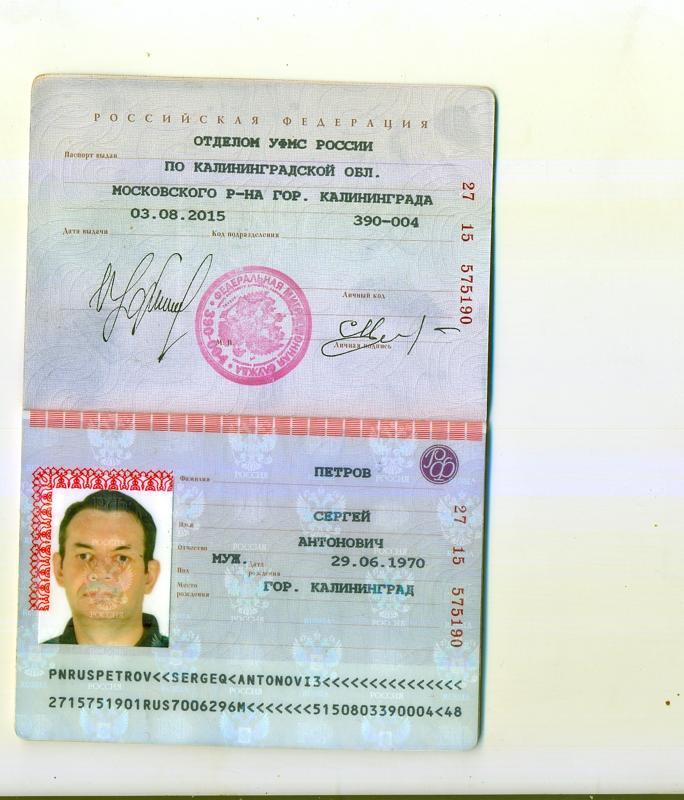 РОССИЙСКАЯ ФЕДЕРАЦИЯ
Паспорт выдан
ОТДЕЛОМ УФМС РОССИИ
ПО КАЛИНИНГРАДСКОЙ ОБЛ.
МОСКОВСКОГО Р-НА ГОР. КАЛИНИНГРАДА
Дата выдачи 03.08.2015 Код подразделения 390-004
27 15 575190
Личный код
М.П. Личная подпись
ФЕДЕРАЛЬНАЯ МИГРАЦИОННАЯ СЛУЖБА
РФ
Фамилия ПЕТРОВ
Имя СЕРГЕЙ
Отчество АНТОНОВИЧ
Пол МУЖ. Дата рождения 29.06.1970
Место рождения ГОР. КАЛИНИНГРАД
27 15 575190
РОССИЯ
PNRUSPETROV<<SERGEQ<ANTONOVI3<<<<<<<<<<<<<<<
2715751901RUS7006296M<<<<<<<5150803390004<48